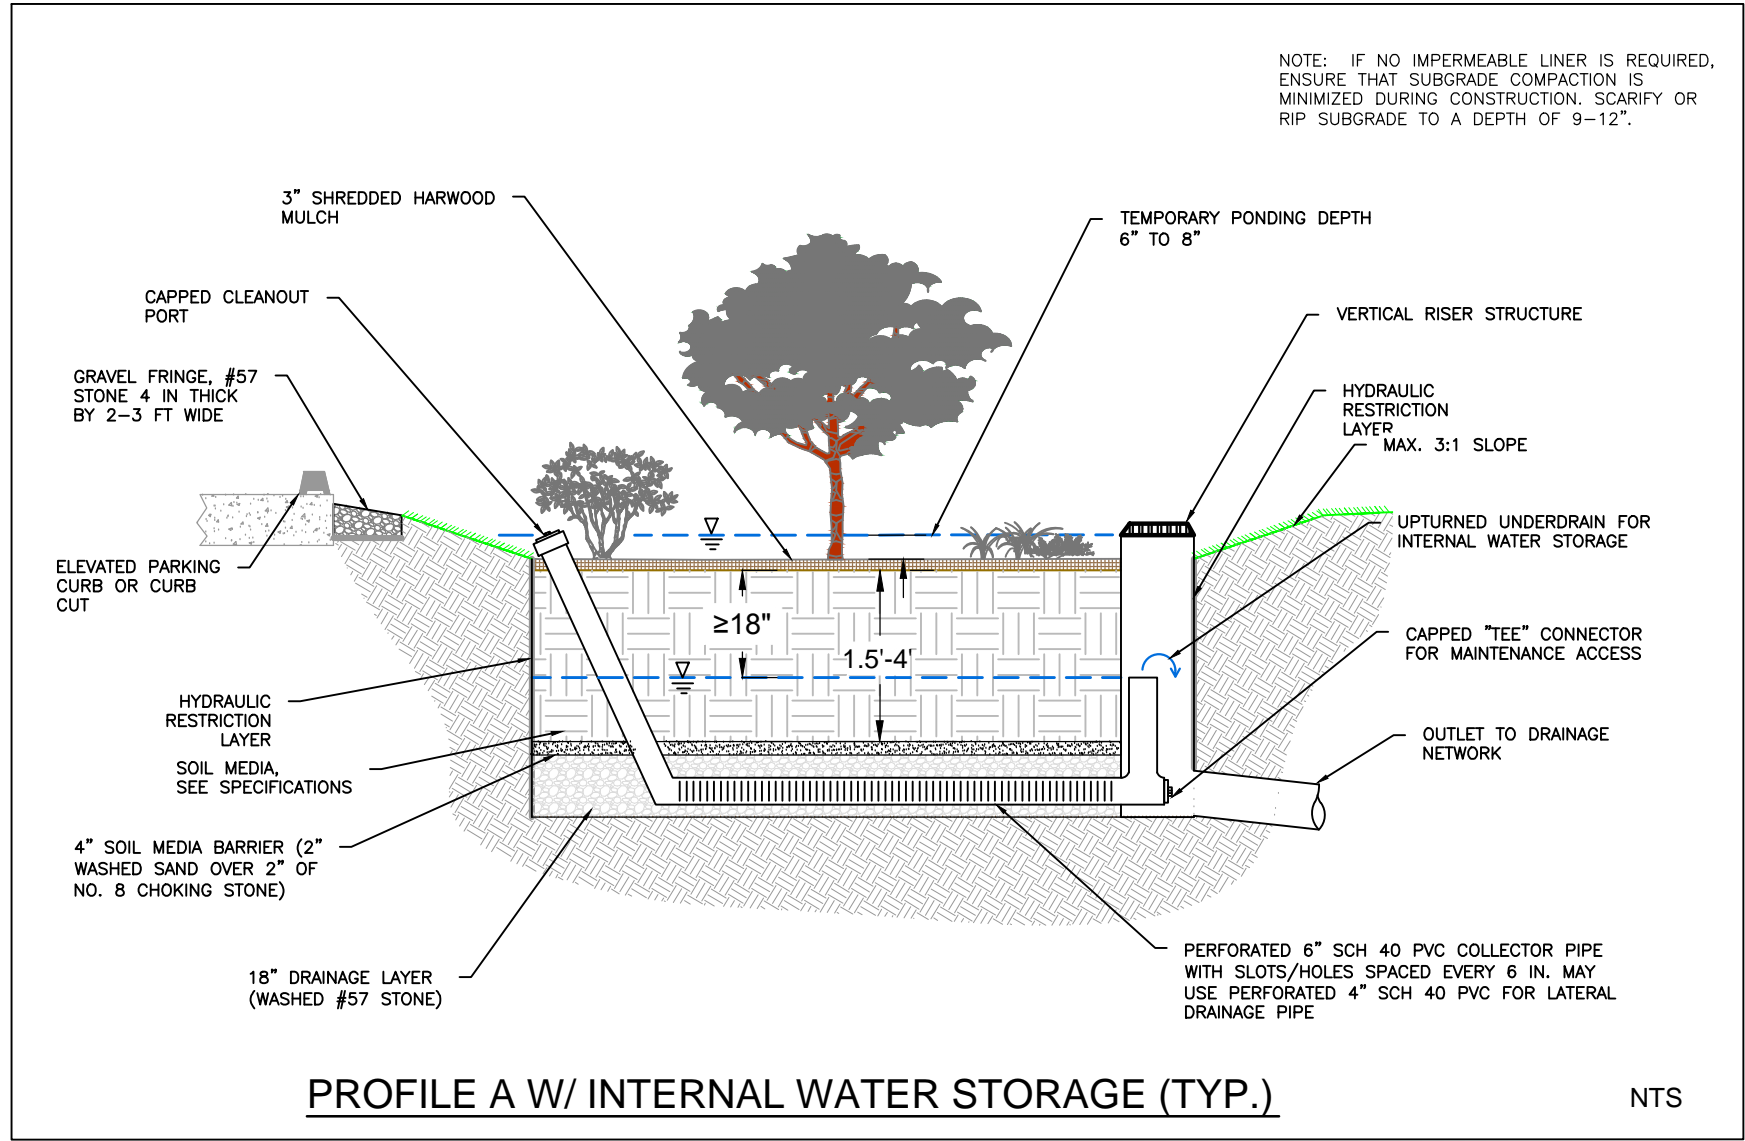 NOTE: IF NO IMPERMEABLE LINER IS REQUIRED,
ENSURE THAT SUBGRADE COMPACTION IS
MINIMIZED DURING CONSTRUCTION. SCARIFY OR
RIP SUBGRADE TO A DEPTH OF 9–12”.
3” SHREDDED HARWOOD
MULCH
TEMPORARY PONDING DEPTH
6” TO 8”
CAPPED CLEANOUT
PORT
VERTICAL RISER STRUCTURE
GRAVEL FRINGE, #57
STONE 4 IN THICK
BY 2–3 FT WIDE
HYDRAULIC
RESTRICTION
LAYER
MAX. 3:1 SLOPE
UPTURNED UNDERDRAIN FOR
INTERNAL WATER STORAGE
ELEVATED PARKING
CURB OR CURB
CUT
≥18"
1.5'-4'
CAPPED ”TEE” CONNECTOR
FOR MAINTENANCE ACCESS
HYDRAULIC
RESTRICTION
LAYER
OUTLET TO DRAINAGE
NETWORK
SOIL MEDIA,
SEE SPECIFICATIONS
4” SOIL MEDIA BARRIER (2”
WASHED SAND OVER 2” OF
NO. 8 CHOKING STONE)
18” DRAINAGE LAYER
(WASHED #57 STONE)
PERFORATED 6” SCH 40 PVC COLLECTOR PIPE
WITH SLOTS/HOLES SPACED EVERY 6 IN. MAY
USE PERFORATED 4” SCH 40 PVC FOR LATERAL
DRAINAGE PIPE
PROFILE A W/ INTERNAL WATER STORAGE (TYP.)
NTS